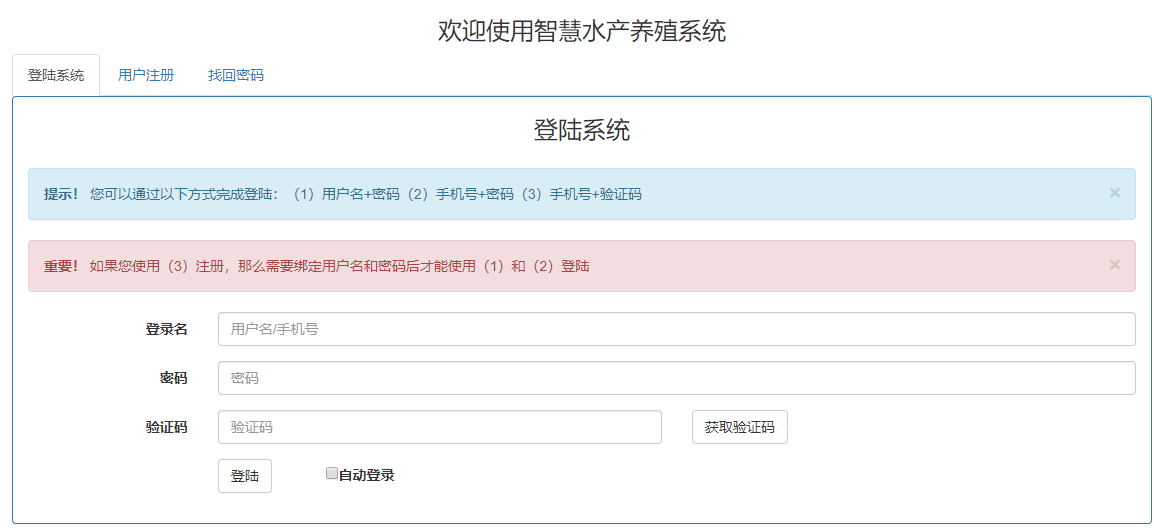 欢迎使用智慧水产养殖系统
登陆系统 用户注册 找回密码
登陆系统
提示！ 您可以通过以下方式完成登陆：（1）用户名+密码（2）手机号+密码（3）手机号+验证码 ×
重要！ 如果您使用（3）注册，那么需要绑定用户名和密码后才能使用（1）和（2）登陆 ×
登录名 用户名/手机号
密码 密码
验证码 验证码 获取验证码
登陆 自动登录